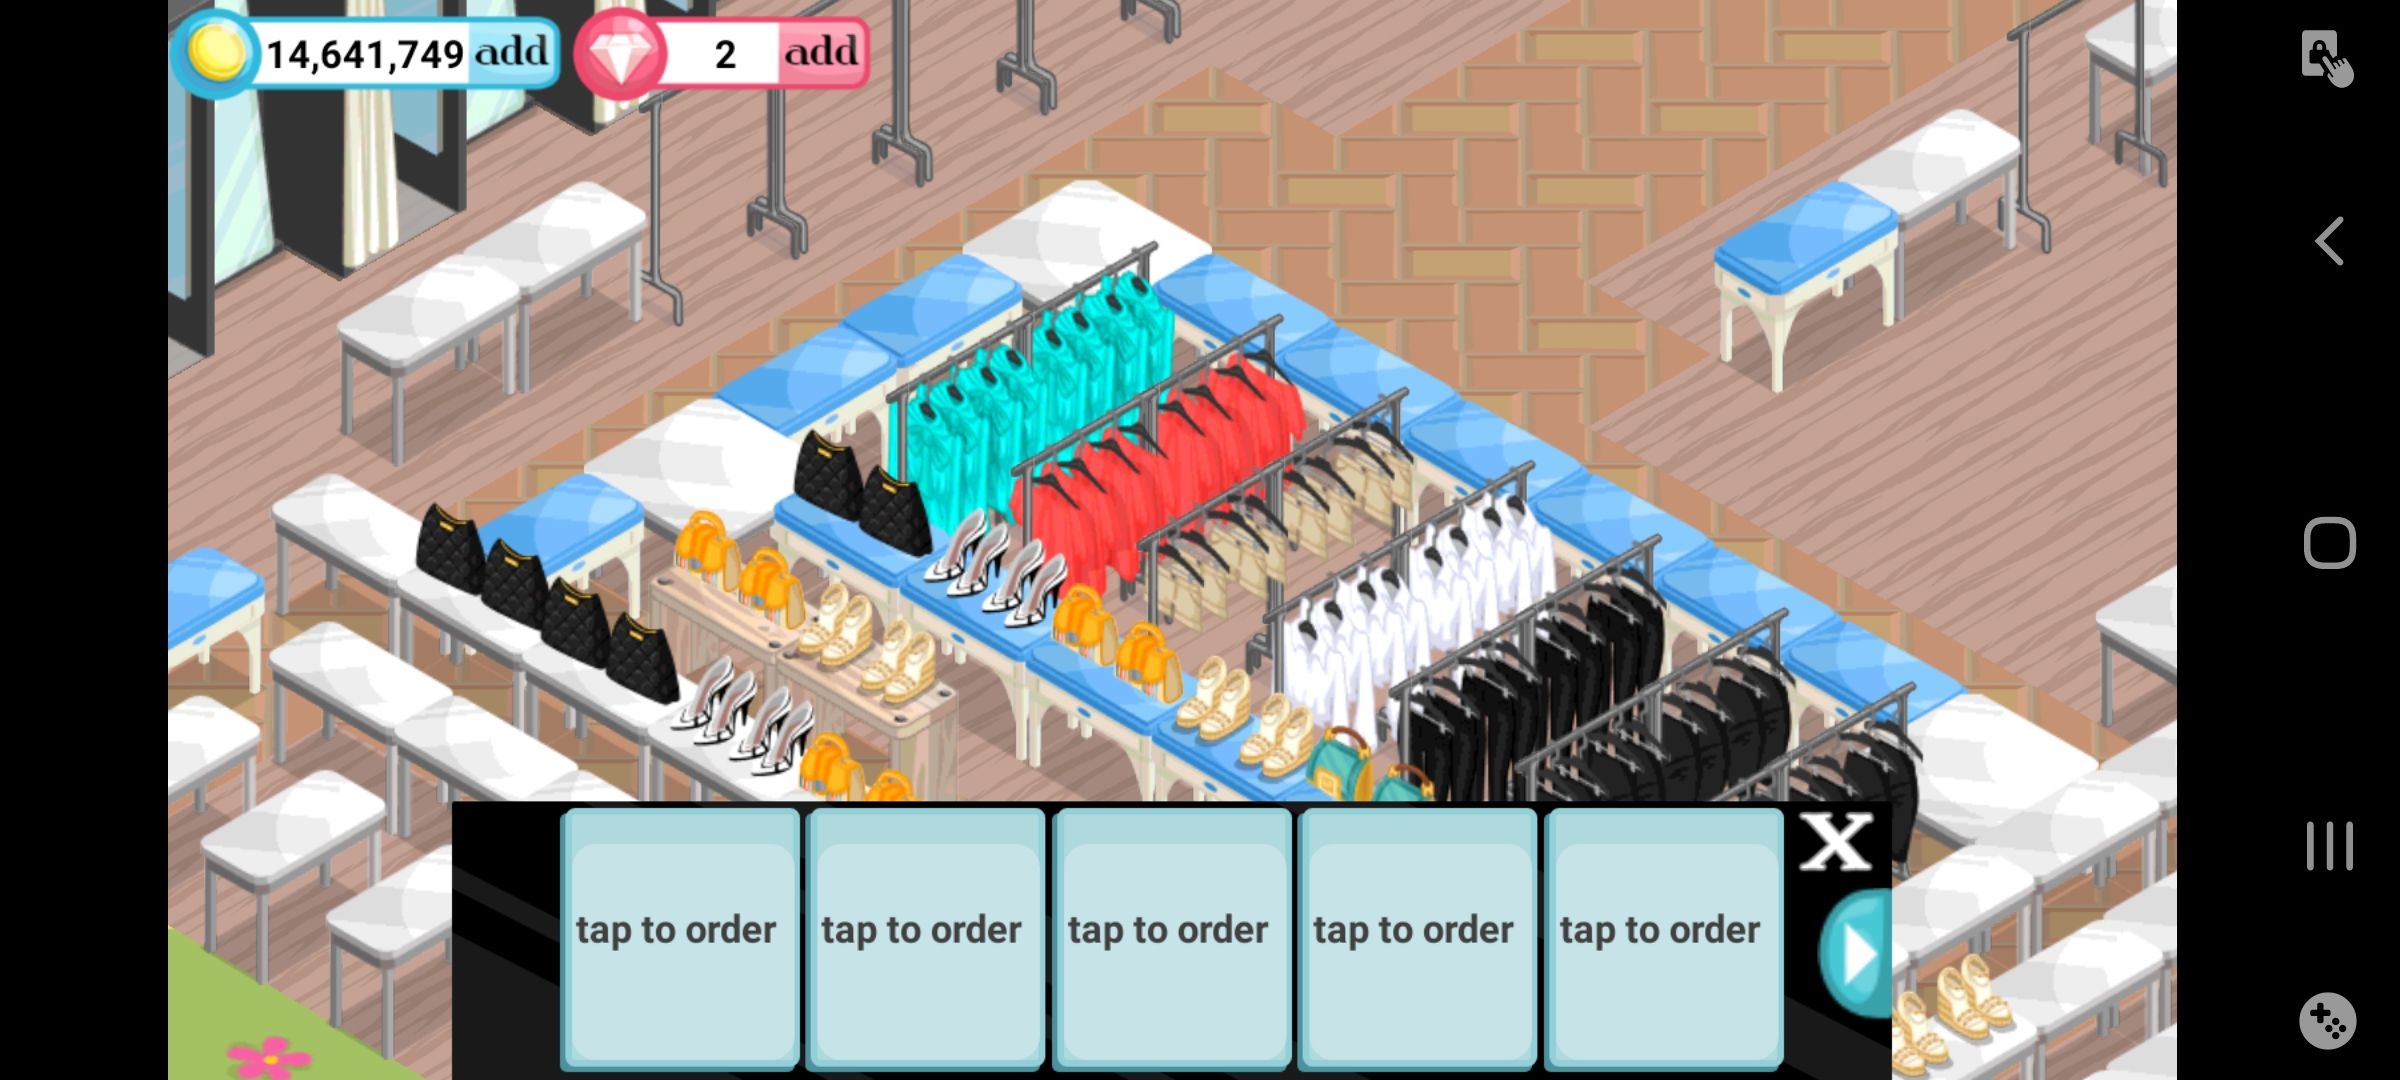 14,641,749 add 2 add
tap to order tap to order tap to order tap to order tap to order
X